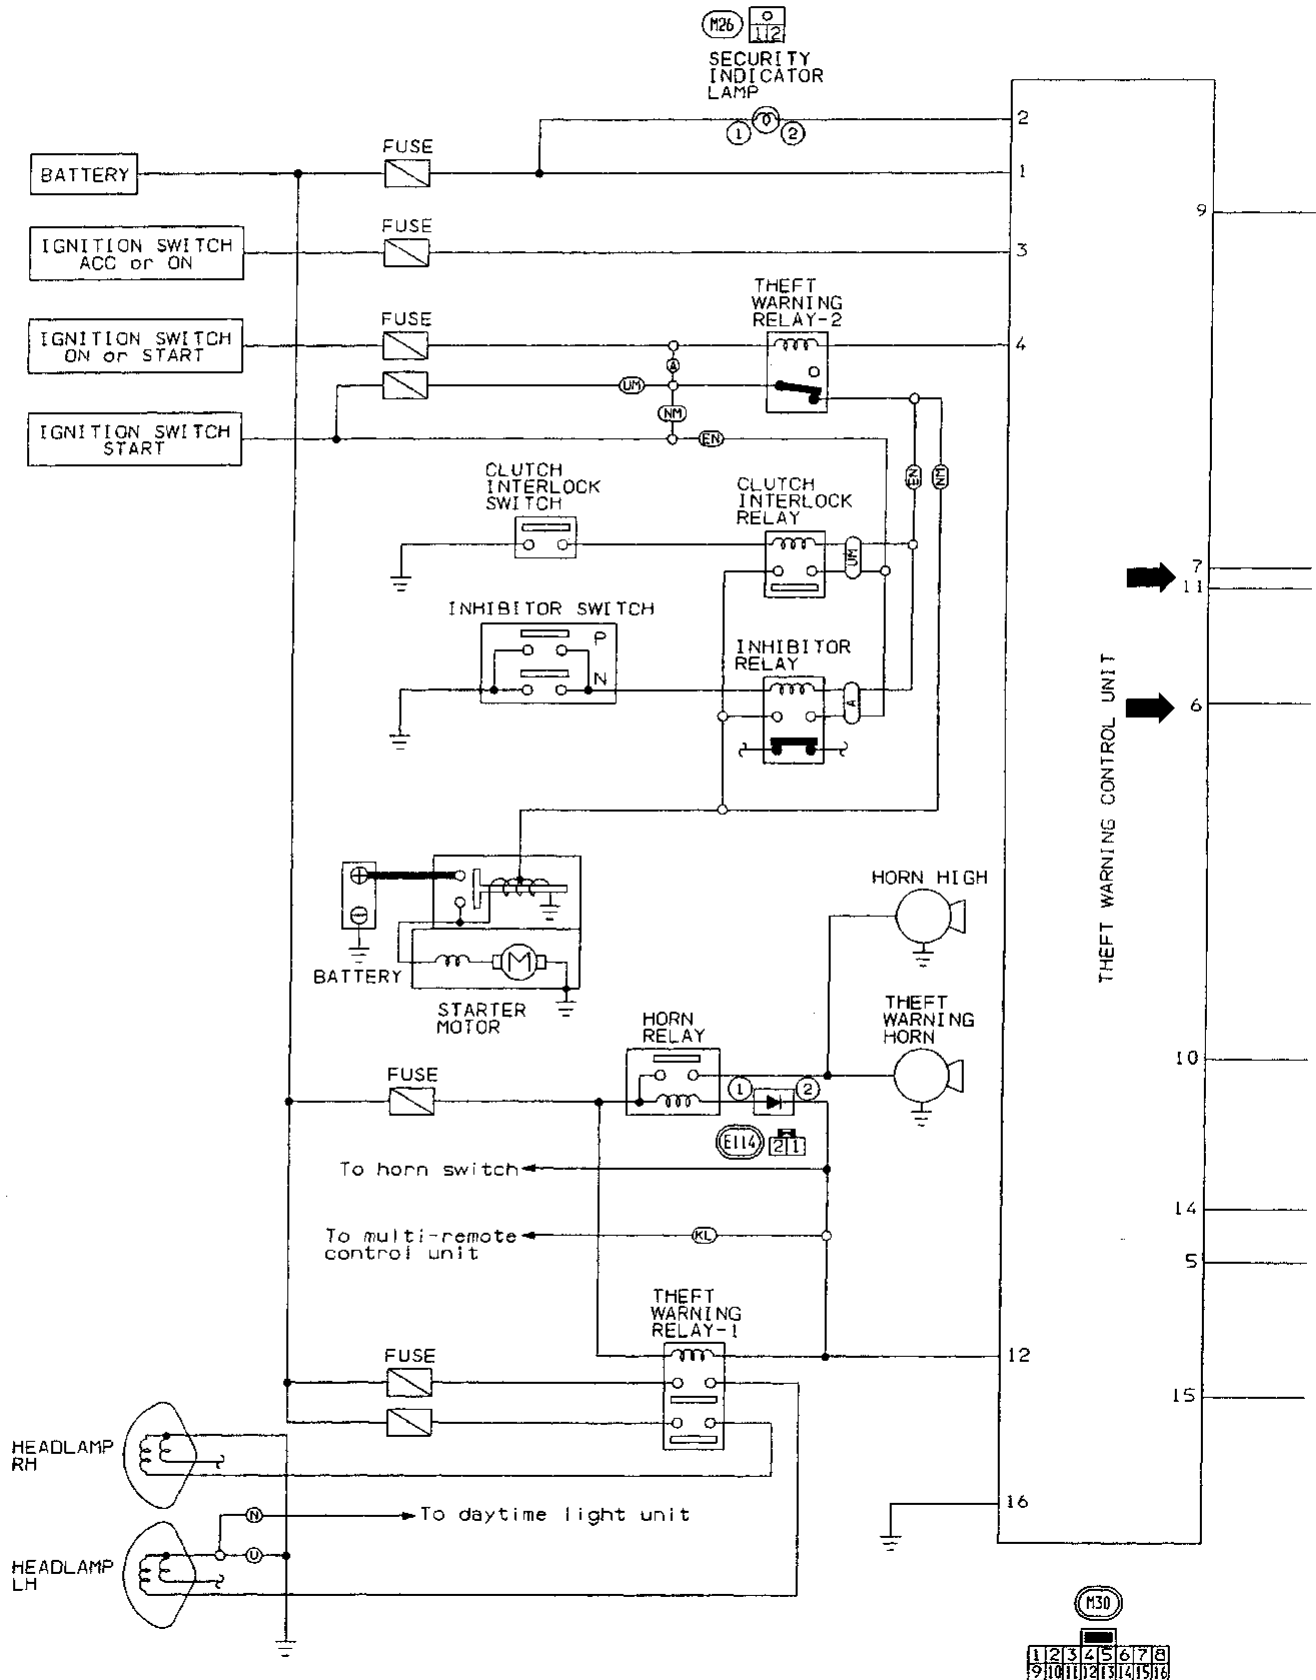 M26
1 2
SECURITY
INDICATOR
LAMP
1
2
2
FUSE
BATTERY
1
9
FUSE
IGNITION SWITCH
ACC or ON
3
THEFT
WARNING
RELAY-2
FUSE
IGNITION SWITCH
ON or START
4
A
UM
NM
IGNITION SWITCH
START
EN
CLUTCH
INTERLOCK
SWITCH
CLUTCH
INTERLOCK
RELAY
EN
NM
UM
7
11
INHIBITOR SWITCH
P
N
INHIBITOR
RELAY
A
6
THEFT WARNING CONTROL UNIT
HORN HIGH
BATTERY
M
STARTER
MOTOR
THEFT
WARNING
HORN
HORN
RELAY
10
FUSE
1
2
E114
2 1
To horn switch
14
To multi-remote
control unit
KL
5
THEFT
WARNING
RELAY-1
FUSE
12
15
HEADLAMP
RH
16
N
To daytime light unit
U
HEADLAMP
LH
M30
1 2 3 4 5 6 7 8
9 10 11 12 13 14 15 16